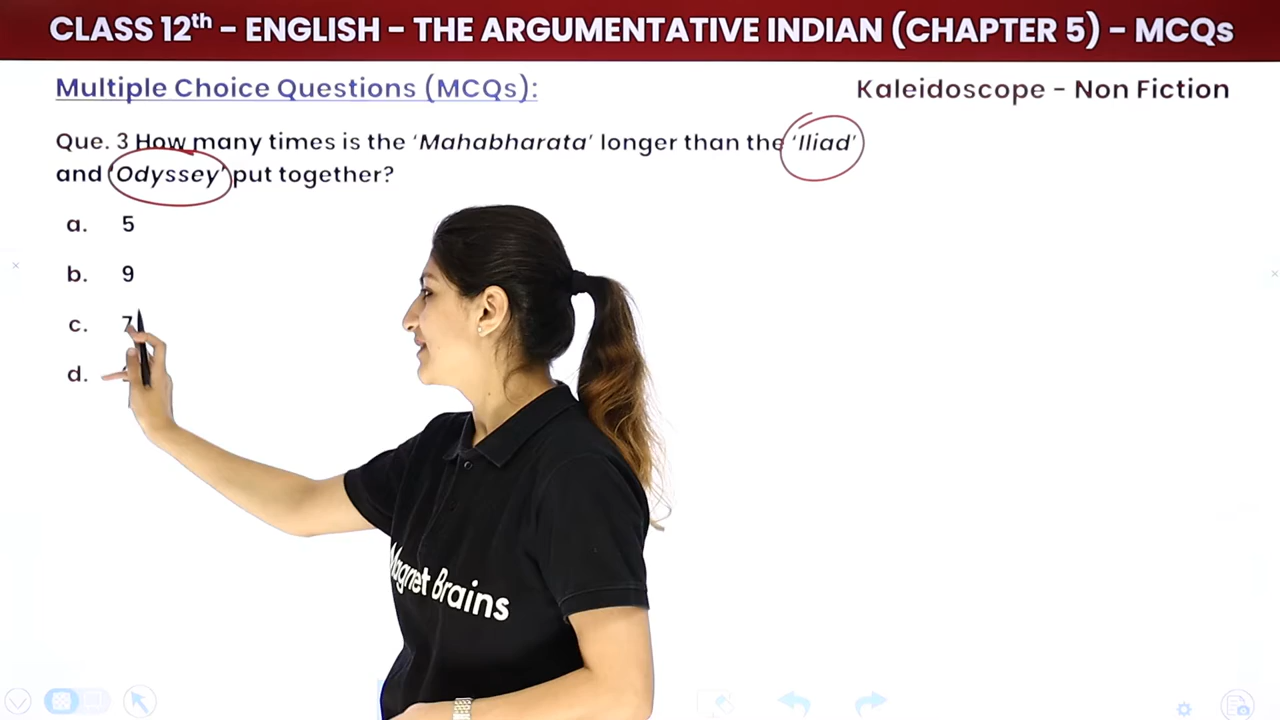 CLASS 12th - ENGLISH - THE ARGUMENTATIVE INDIAN (CHAPTER 5) - MCQs
Multiple Choice Questions (MCQs):
Kaleidoscope - Non Fiction
Que. 3 How many times is the 'Mahabharata' longer than the 'Iliad'
and 'Odyssey' put together?
a. 5
b. 9
c. 7
d.
Magnet Brains